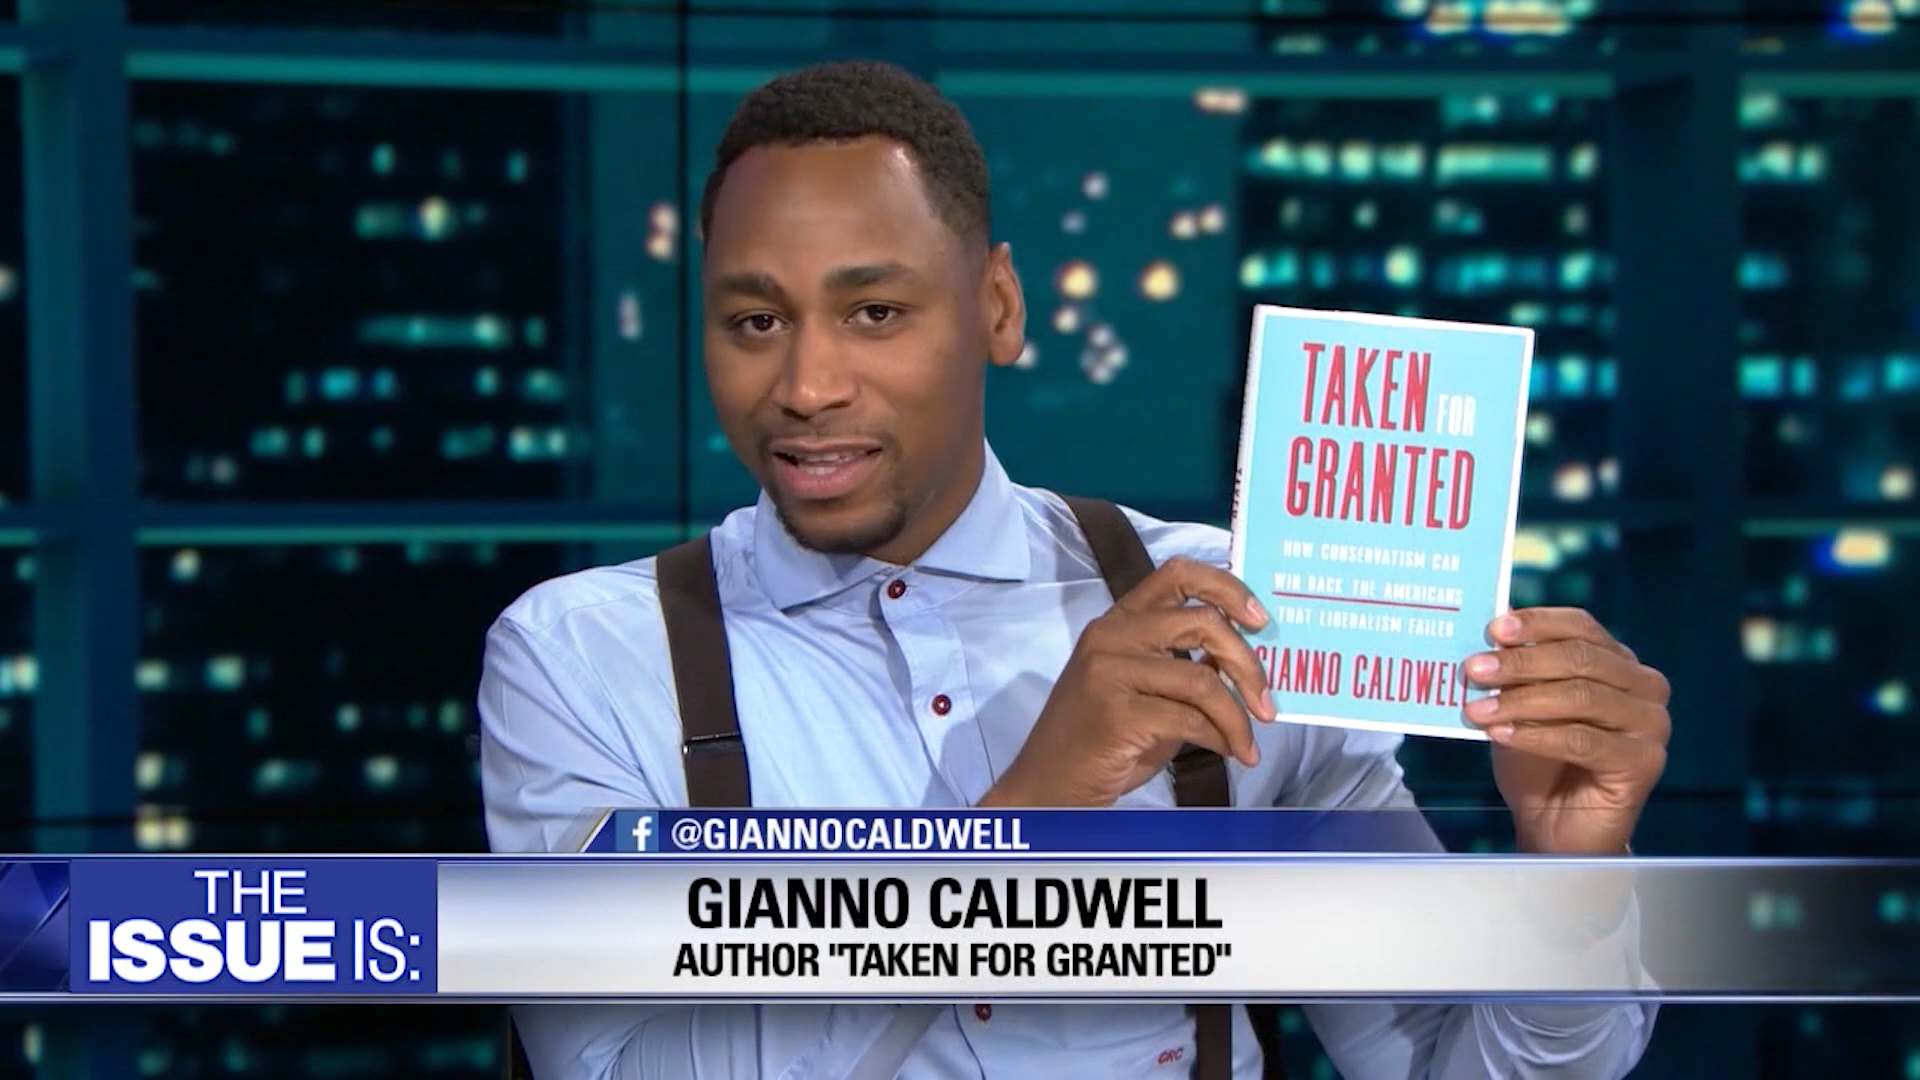 TAKEN FOR
GRANTED
HOW CONSERVATISM CAN
WIN BACK THE AMERICANS
THAT LIBERALISM FAILED
GIANNO CALDWELL
f @GIANNOCALDWELL
THE
ISSUE IS:
GIANNO CALDWELL
AUTHOR "TAKEN FOR GRANTED"
GRC